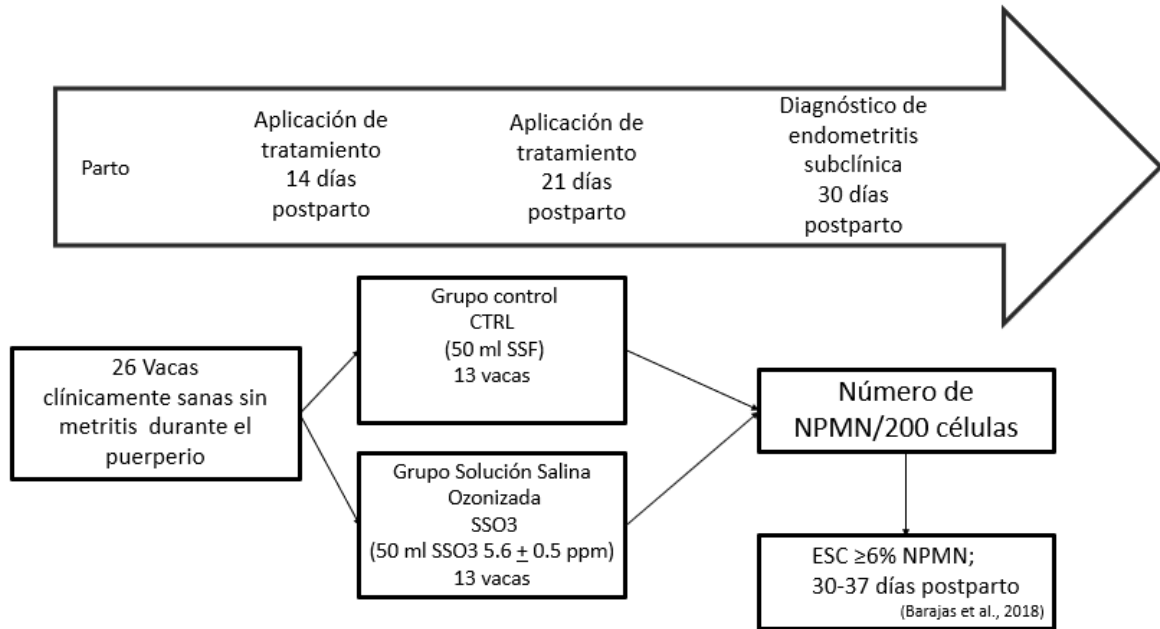 Parto
Aplicación de
tratamiento
14 días
postparto
Aplicación de
tratamiento
21 días
postparto
Diagnóstico de
endometritis
subclínica
30 días
postparto
26 Vacas
clínicamente sanas sin
metritis durante el
puerperio
Grupo control
CTRL
(50 ml SSF)
13 vacas
Grupo Solución Salina
Ozonizada
SSO3
(50 ml SSO3 5.6 ± 0.5 ppm)
13 vacas
Número de
NPMN/200 células
ESC ≥6% NPMN;
30-37 días postparto
(Barajas et al., 2018)